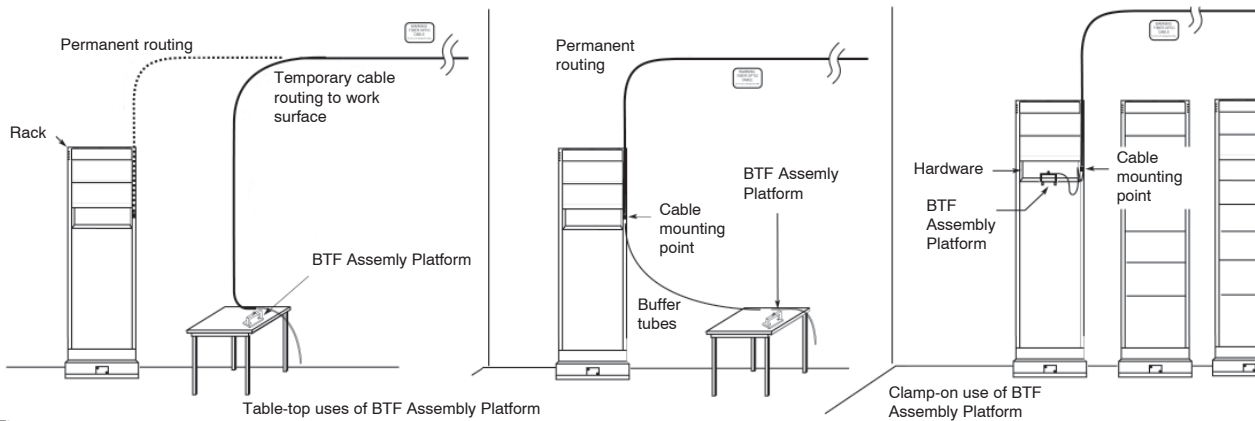 Permanent routing
Temporary cable
routing to work
surface
Rack
BTF Assemly Platform
Permanent
routing
BTF Assemly
Platform
Cable
mounting
point
Buffer
tubes
Table-top uses of BTF Assembly Platform
Hardware
BTF
Assembly
Platform
Cable
mounting
point
Clamp-on use of BTF
Assembly Platform